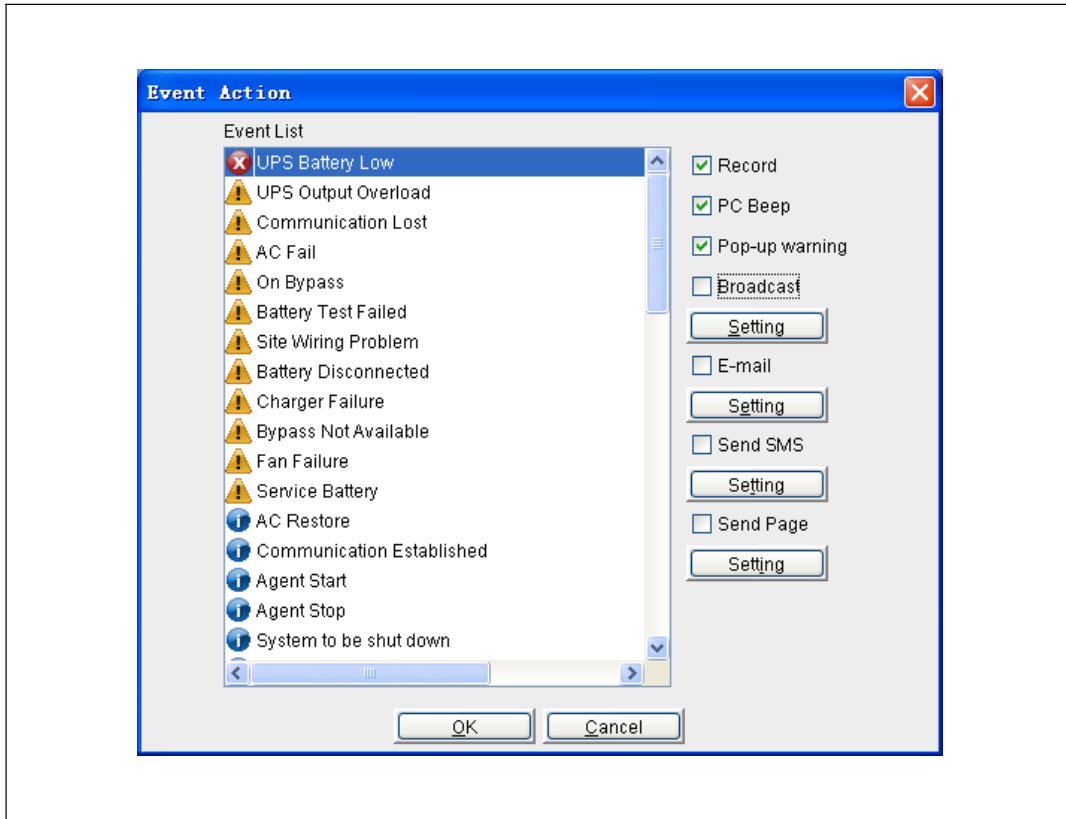 Event Action
Event List
UPS Battery Low
UPS Output Overload
Communication Lost
AC Fail
On Bypass
Battery Test Failed
Site Wiring Problem
Battery Disconnected
Charger Failure
Bypass Not Available
Fan Failure
Service Battery
AC Restore
Communication Established
Agent Start
Agent Stop
System to be shut down
Record
PC Beep
Pop-up warning
Broadcast
Setting
E-mail
Setting
Send SMS
Setting
Send Page
Setting
OK
Cancel